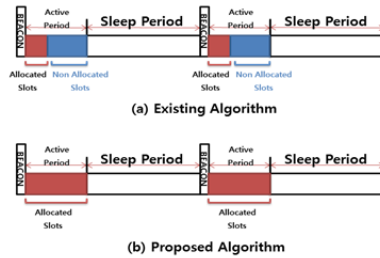 BEACON
Active
Period
Sleep Period
BEACON
Active
Period
Sleep Period
Allocated
Slots
Non Allocated
Slots
Allocated
Slots
Non Allocated
Slots
(a) Existing Algorithm
BEACON
Active
Period
Sleep Period
BEACON
Active
Period
Sleep Period
Allocated
Slots
Allocated
Slots
(b) Proposed Algorithm